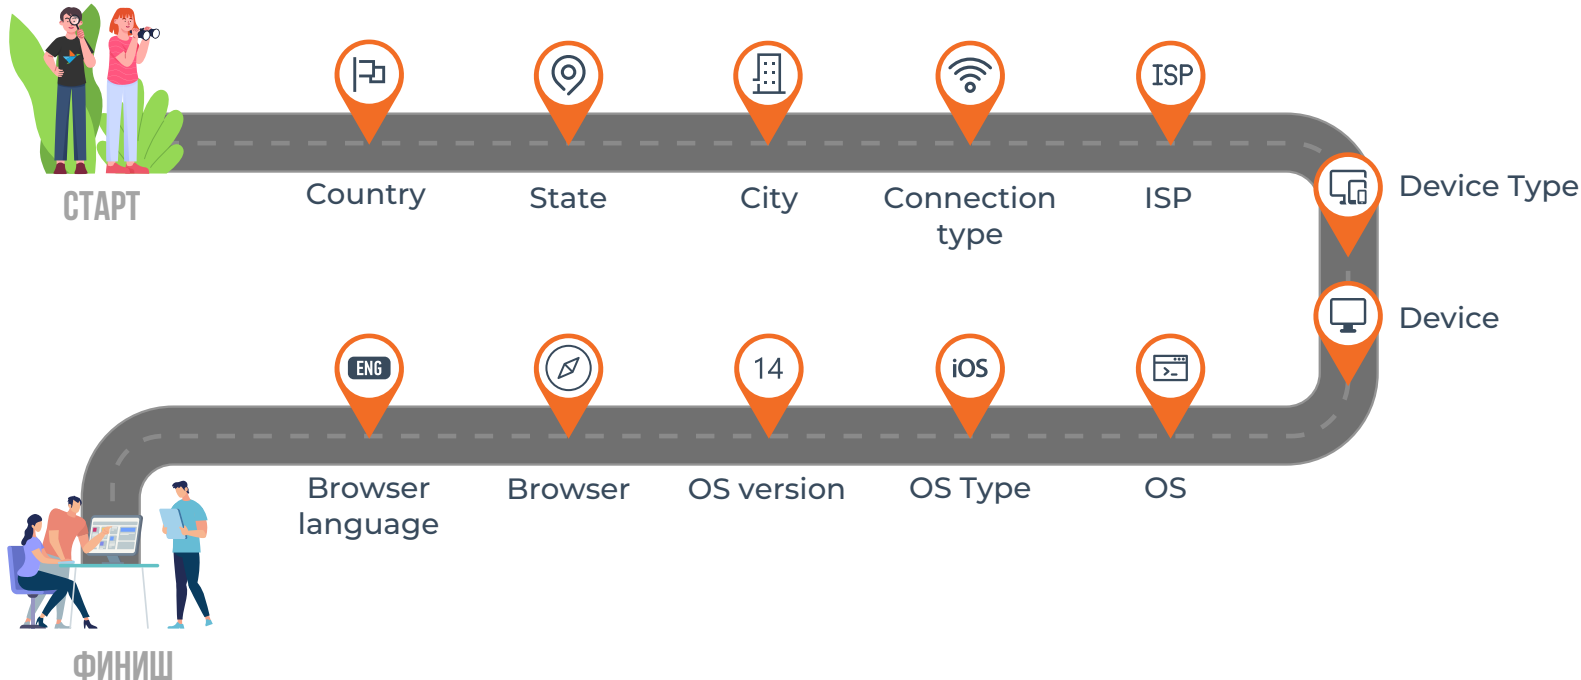 СТАРТ
ISP
Country
State
City
Connection
type
ISP
Device Type
Device
ENG
14
iOS
Browser
language
Browser
OS version
OS Type
OS
ФИНИШ